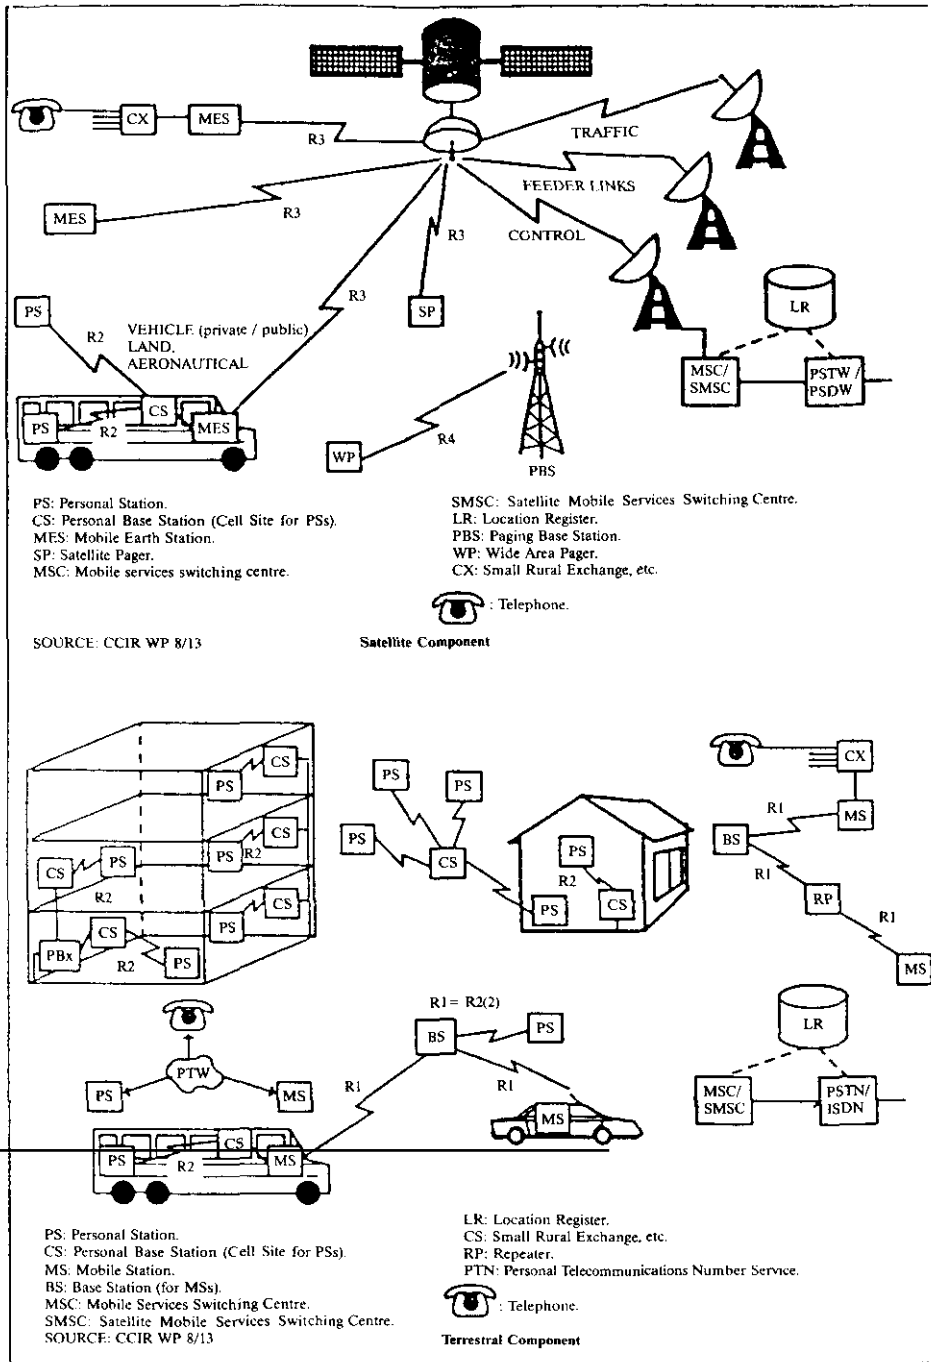 TRAFFIC
CX
MES
R3
FEEDER LINKS
MES
R3
R3
CONTROL
R3
PS
SP
LR
R2
VEHICLE (private / public)
LAND,
AERONAUTICAL
MSC/
SMSC
PSTW /
PSDW
CS
PS
R2
MES
R4
WP
PBS
PS: Personal Station.
CS: Personal Base Station (Cell Site for PSs).
MES: Mobile Earth Station.
SP: Satellite Pager.
MSC: Mobile services switching centre.
SMSC: Satellite Mobile Services Switching Centre.
LR: Location Register.
PBS: Paging Base Station.
WP: Wide Area Pager.
CX: Small Rural Exchange, etc.
: Telephone.
SOURCE: CCIR WP 8/13
Satellite Component
CS
PS
CS
PS
R2
CS
PS
R2
CS
PS
PBx
CS
R2
PS
PS
PS
PS
CS
PS
R2
PS
CS
CX
R1
MS
BS
R1
RP
R1
MS
PTW
PS
MS
R1= R2(2)
BS
PS
R1
R1
MS
LR
MSC/
SMSC
PSTN/
ISDN
CS
PS
R2
MS
PS: Personal Station.
CS: Personal Base Station (Cell Site for PSs).
MS: Mobile Station.
BS: Base Station (for MSs).
MSC: Mobile Services Switching Centre.
SMSC: Satellite Mobile Services Switching Centre.
SOURCE: CCIR WP 8/13
LR: Location Register.
CS: Small Rural Exchange, etc.
RP: Repeater.
PTN: Personal Telecommunications Number Service.
: Telephone.
Terrestral Component